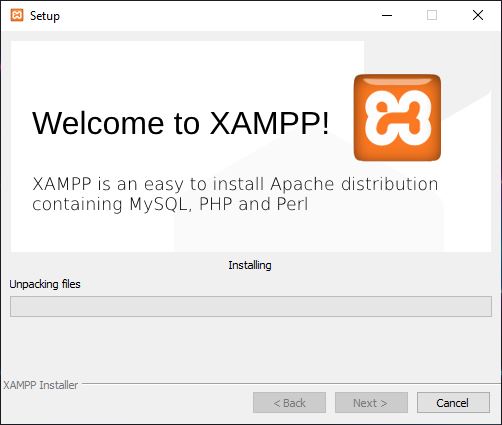 Setup
Welcome to XAMPP!
XAMPP is an easy to install Apache distribution
containing MySQL, PHP and Perl
Installing
Unpacking files
XAMPP Installer
< Back
Next >
Cancel